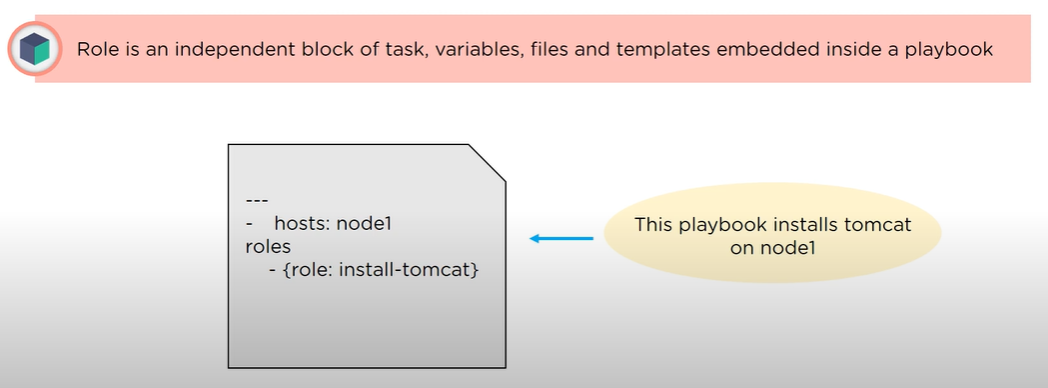 Role is an independent block of task, variables, files and templates embedded inside a playbook
---
- hosts: node1
roles
- {role: install-tomcat}
This playbook installs tomcat
on node1